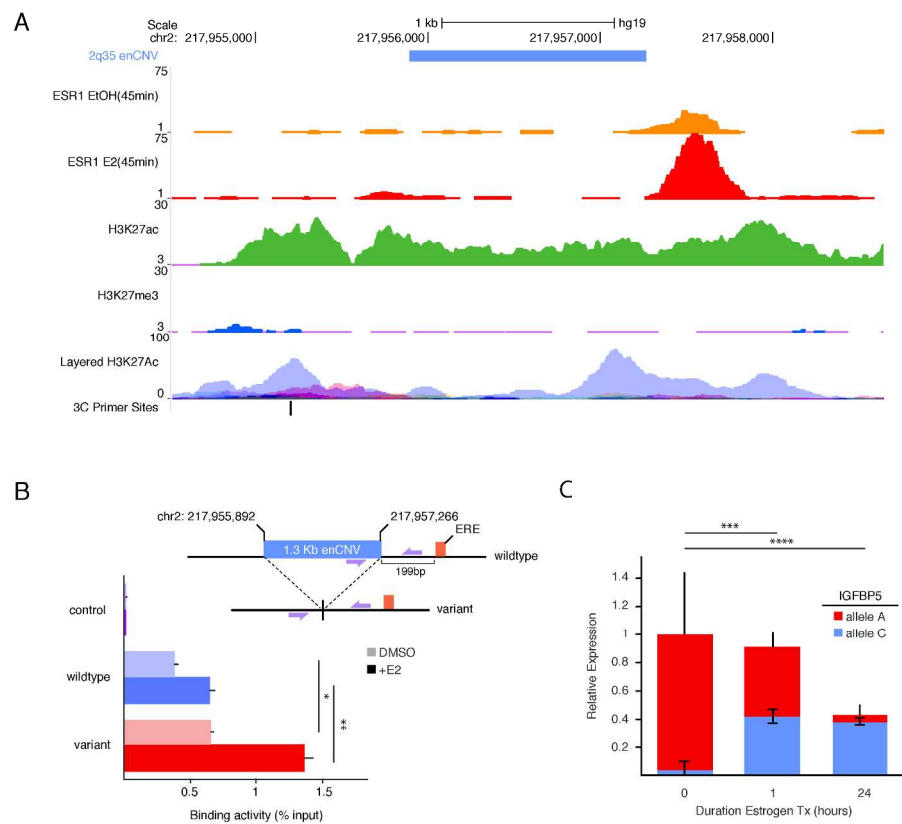 A
Scale
1 kb
hg19
chr2:
217,955,000
217,956,000
217,957,000
217,958,000
2q35 enCNV
75
ESR1 EtOH(45min)
1
75
ESR1 E2(45min)
1
30
H3K27ac
3
30
H3K27me3
3
100
Layered H3K27Ac
0
3C Primer Sites
B
chr2: 217,955,892
217,957,266
ERE
1.3 Kb enCNV
wildtype
199bp
variant
control
wildtype
variant
DMSO
+E2
*
**
0.5
1
1.5
Binding activity (% input)
C
***
****
1.4
1.2
1
0.8
0.6
0.4
0.2
Relative Expression
IGFBP5
allele A
allele C
0
1
24
Duration Estrogen Tx (hours)